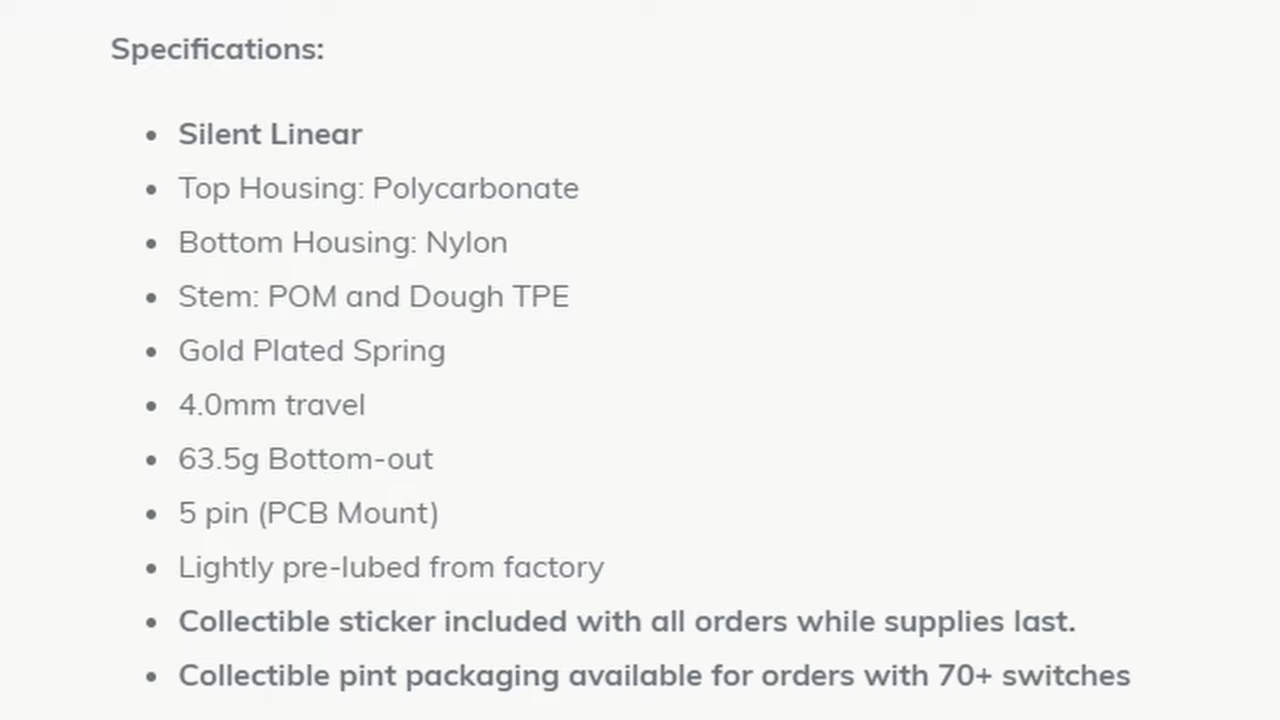 Specifications:
Silent Linear
Top Housing: Polycarbonate
Bottom Housing: Nylon
Stem: POM and Dough TPE
Gold Plated Spring
4.0mm travel
63.5g Bottom-out
5 pin (PCB Mount)
Lightly pre-lubed from factory
Collectible sticker included with all orders while supplies last.
Collectible pint packaging available for orders with 70+ switches